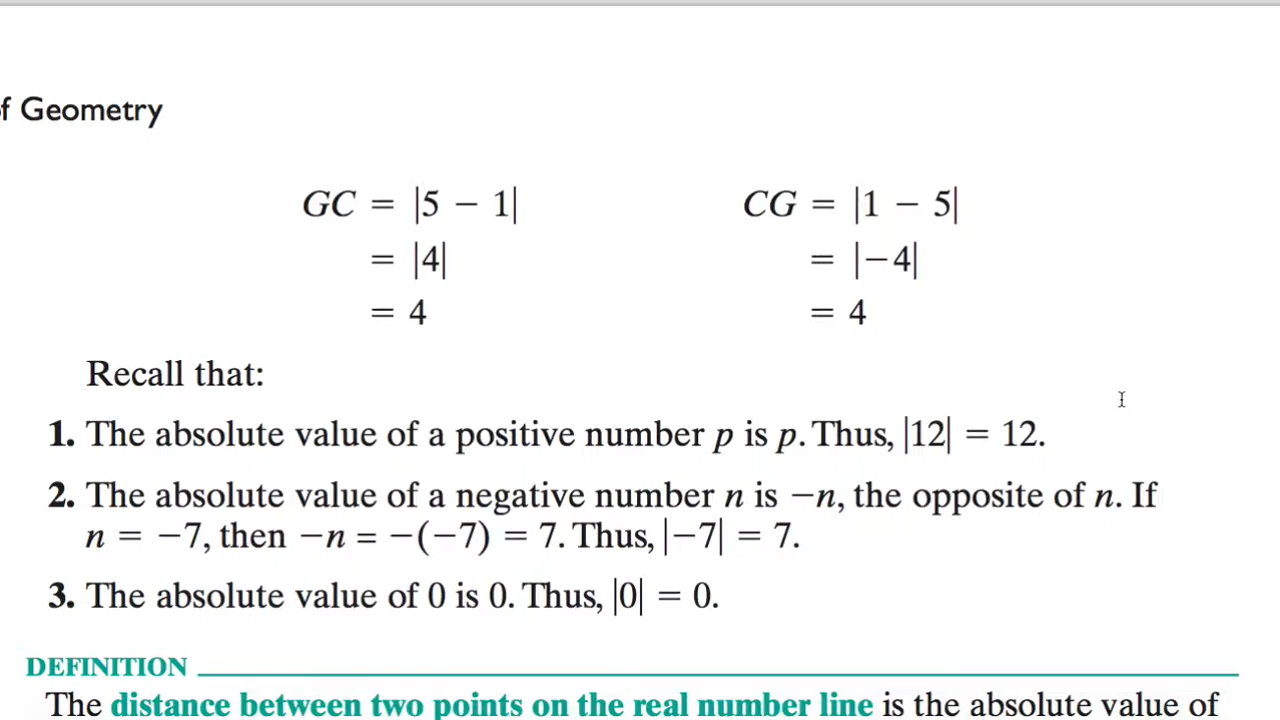 of Geometry
GC = |5 − 1|
= |4|
= 4
CG = |1 − 5|
= |−4|
= 4
Recall that:
1. The absolute value of a positive number p is p. Thus, |12| = 12.
2. The absolute value of a negative number n is −n, the opposite of n. If
n = −7, then −n = −(−7) = 7. Thus, |−7| = 7.
3. The absolute value of 0 is 0. Thus, |0| = 0.
DEFINITION
The distance between two points on the real number line is the absolute value of